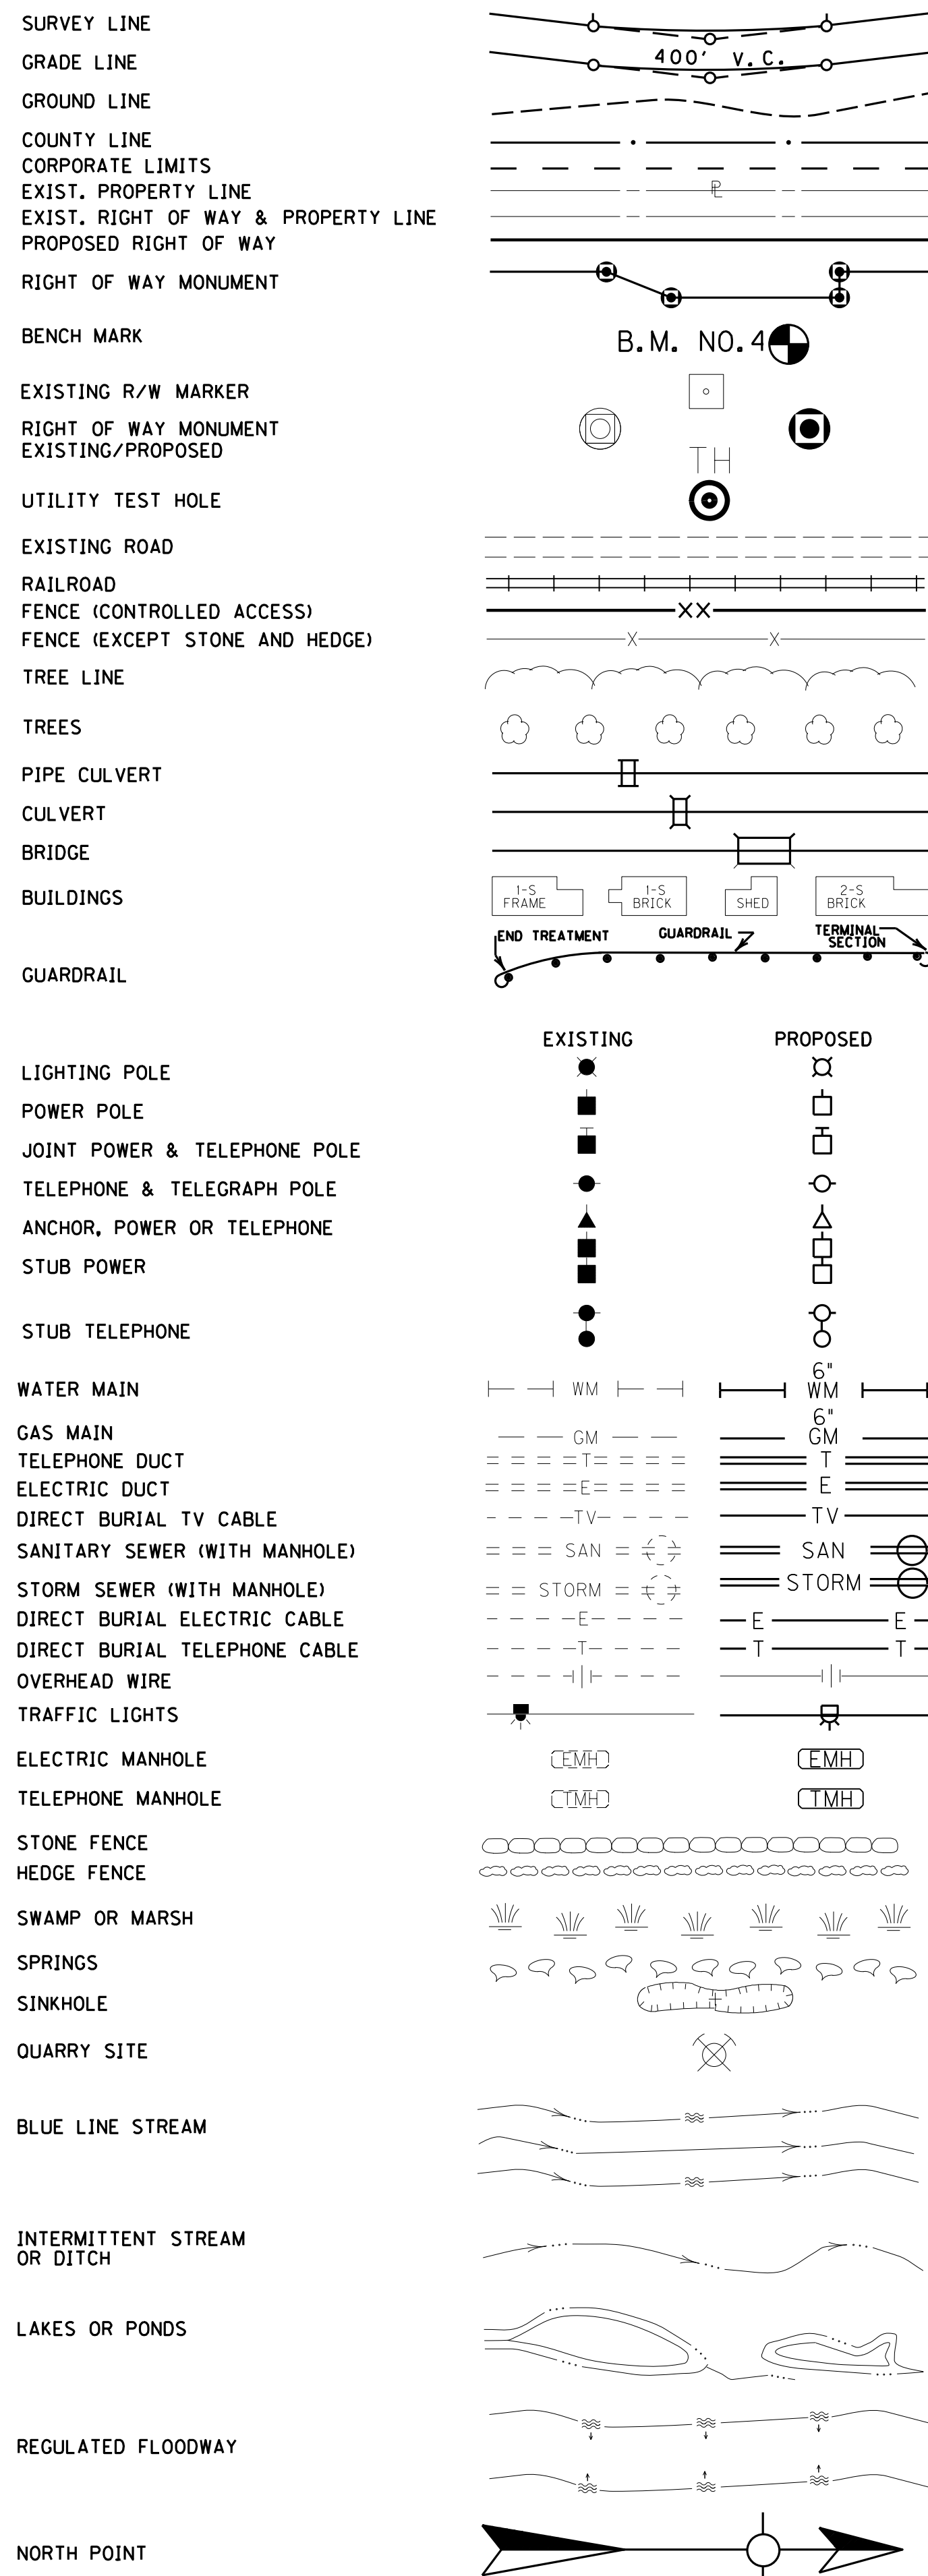 SURVEY LINE
GRADE LINE
400' V.C.
GROUND LINE
COUNTY LINE
CORPORATE LIMITS
EXIST. PROPERTY LINE
PL
EXIST. RIGHT OF WAY & PROPERTY LINE
PROPOSED RIGHT OF WAY
RIGHT OF WAY MONUMENT
BENCH MARK
B.M. NO.4
EXISTING R/W MARKER
RIGHT OF WAY MONUMENT
EXISTING/PROPOSED
TH
UTILITY TEST HOLE
EXISTING ROAD
RAILROAD
FENCE (CONTROLLED ACCESS)
XX
FENCE (EXCEPT STONE AND HEDGE)
X X
TREE LINE
TREES
PIPE CULVERT
CULVERT
BRIDGE
BUILDINGS
1-S FRAME
1-S BRICK
SHED
2-S BRICK
GUARDRAIL
END TREATMENT
GUARDRAIL
TERMINAL SECTION
EXISTING PROPOSED
LIGHTING POLE
POWER POLE
JOINT POWER & TELEPHONE POLE
TELEPHONE & TELEGRAPH POLE
ANCHOR, POWER OR TELEPHONE
STUB POWER
STUB TELEPHONE
WATER MAIN WM 6" WM
GAS MAIN GM 6" GM
TELEPHONE DUCT T T
ELECTRIC DUCT E E
DIRECT BURIAL TV CABLE TV TV
SANITARY SEWER (WITH MANHOLE) SAN SAN
STORM SEWER (WITH MANHOLE) STORM STORM
DIRECT BURIAL ELECTRIC CABLE E E E
DIRECT BURIAL TELEPHONE CABLE T T T
OVERHEAD WIRE
TRAFFIC LIGHTS
ELECTRIC MANHOLE EMH EMH
TELEPHONE MANHOLE TMH TMH
STONE FENCE
HEDGE FENCE
SWAMP OR MARSH
SPRINGS
SINKHOLE
QUARRY SITE
BLUE LINE STREAM
INTERMITTENT STREAM
OR DITCH
LAKES OR PONDS
REGULATED FLOODWAY
NORTH POINT